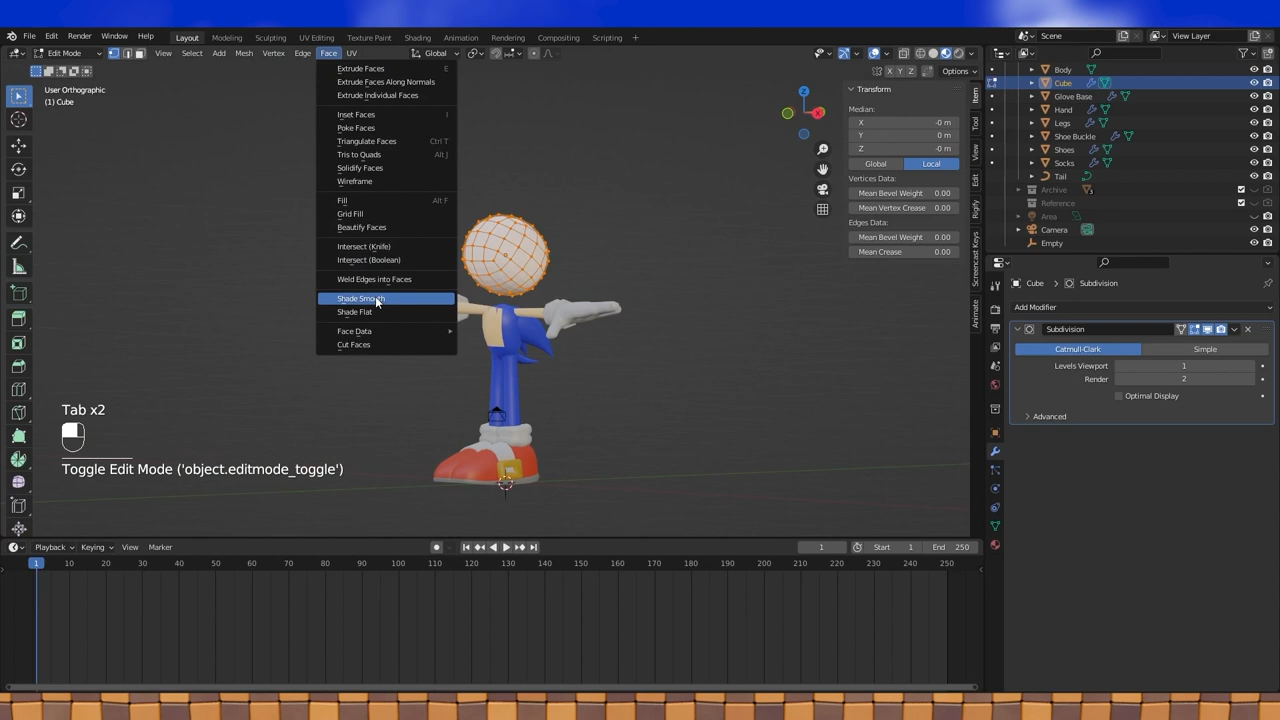 File Edit Render Window Help Layout Modeling Sculpting UV Editing Texture Paint Shading Animation Rendering Compositing Scripting + Scene View Layer
Edit Mode View Select Add Mesh Vertex Edge Face UV Global
X Y Z Options
User Orthographic
(1) Cube
Extrude Faces E
Extrude Faces Along Normals
Extrude Individual Faces
Inset Faces I
Poke Faces
Triangulate Faces Ctrl T
Tris to Quads Alt J
Solidify Faces
Wireframe
Fill Alt F
Grid Fill
Beautify Faces
Intersect (Knife)
Intersect (Boolean)
Weld Edges into Faces
Shade Smooth
Shade Flat
Face Data
Cut Faces
Z
X
Transform
Median:
X -0 m
Y 0 m
Z -0 m
Global Local
Vertices Data:
Mean Bevel Weight 0.00
Mean Vertex Crease 0.00
Edges Data:
Mean Bevel Weight 0.00
Mean Crease 0.00
Item
Tool
View
Edit
Rigify
Screencast Keys
Animate
Body
Cube
Glove Base
Hand
Legs
Shoe Buckle
Shoes
Socks
Tail
Archive
Reference
Area
Camera
Empty
Cube Subdivision
Add Modifier
Subdivision
Catmull-Clark Simple
Levels Viewport 1
Render 2
Optimal Display
Advanced
Tab x2
Toggle Edit Mode ('object.editmode_toggle')
Playback Keying View Marker 1 Start 1 End 250
1 10 20 30 40 50 60 70 80 90 100 110 120 130 140 150 160 170 180 190 200 210 220 230 240 250